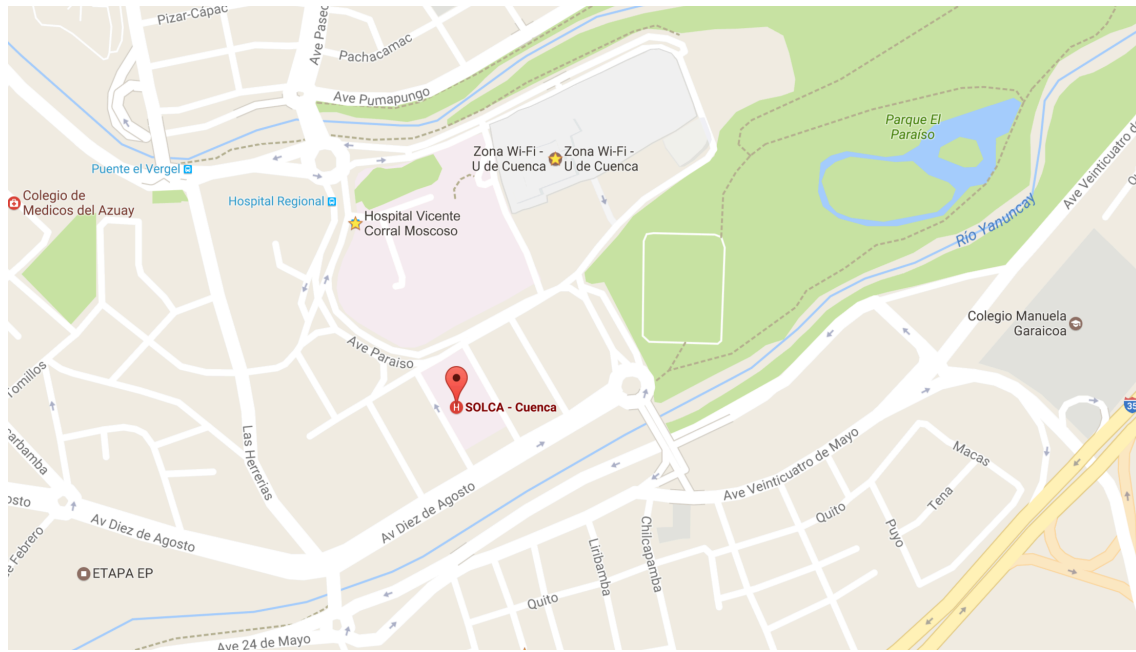 Pizar-Cápac
Ave Paseo
Pachacamac
Ave Pumapungo
Parque El
Paraíso
Ave Veinticuatro de
Zona Wi-Fi -
U de Cuenca
Zona Wi-Fi -
U de Cuenca
Puente el Vergel
Colegio de
Medicos del Azuay
Hospital Regional
Hospital Vicente
Corral Moscoso
Río Yanuncay
Colegio Manuela
Garaicoa
Ave Paraiso
Tomillos
SOLCA - Cuenca
H
35
Las Herrerias
Ave Veinticuatro de Mayo
Macas
Tena
Puyo
Quito
Av Diez de Agosto
Av Diez de Agosto
Chilcapamba
Liribamba
ETAPA EP
Quito
Ave 24 de Mayo